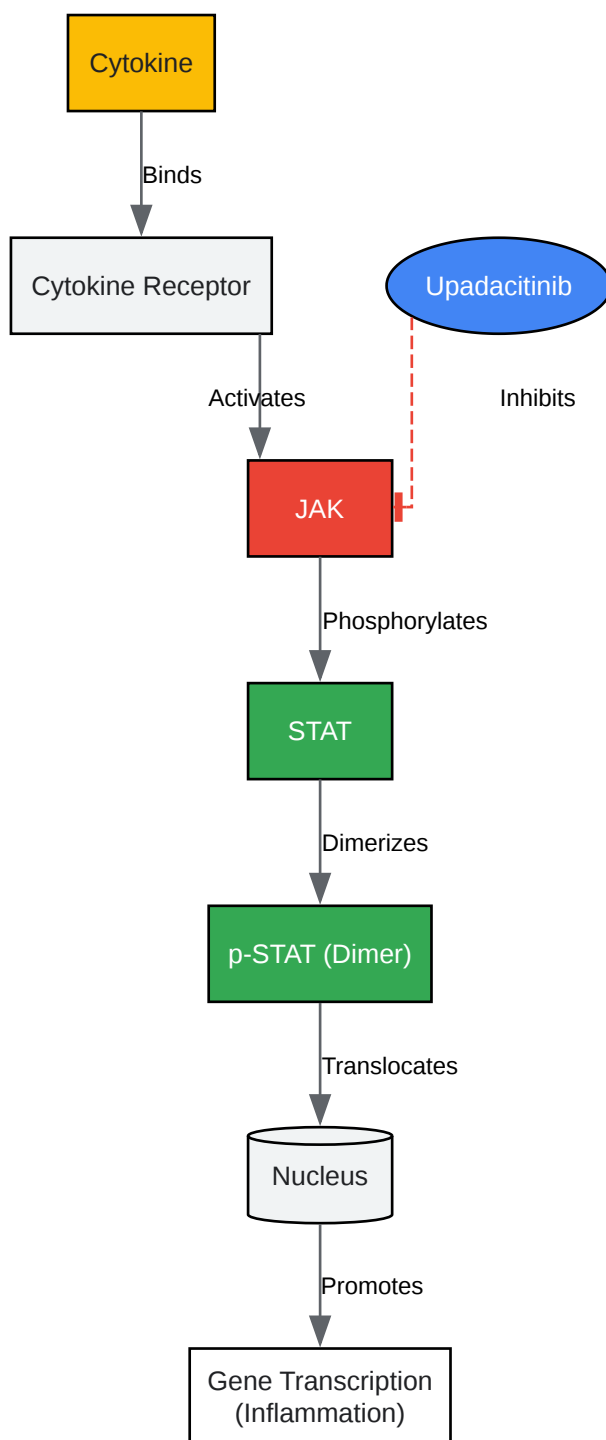 Cytokine
Binds
Cytokine Receptor
Upadacitinib
Activates
Inhibits
JAK
Phosphorylates
STAT
Dimerizes
p-STAT (Dimer)
Translocates
Nucleus
Promotes
Gene Transcription
(Inflammation)